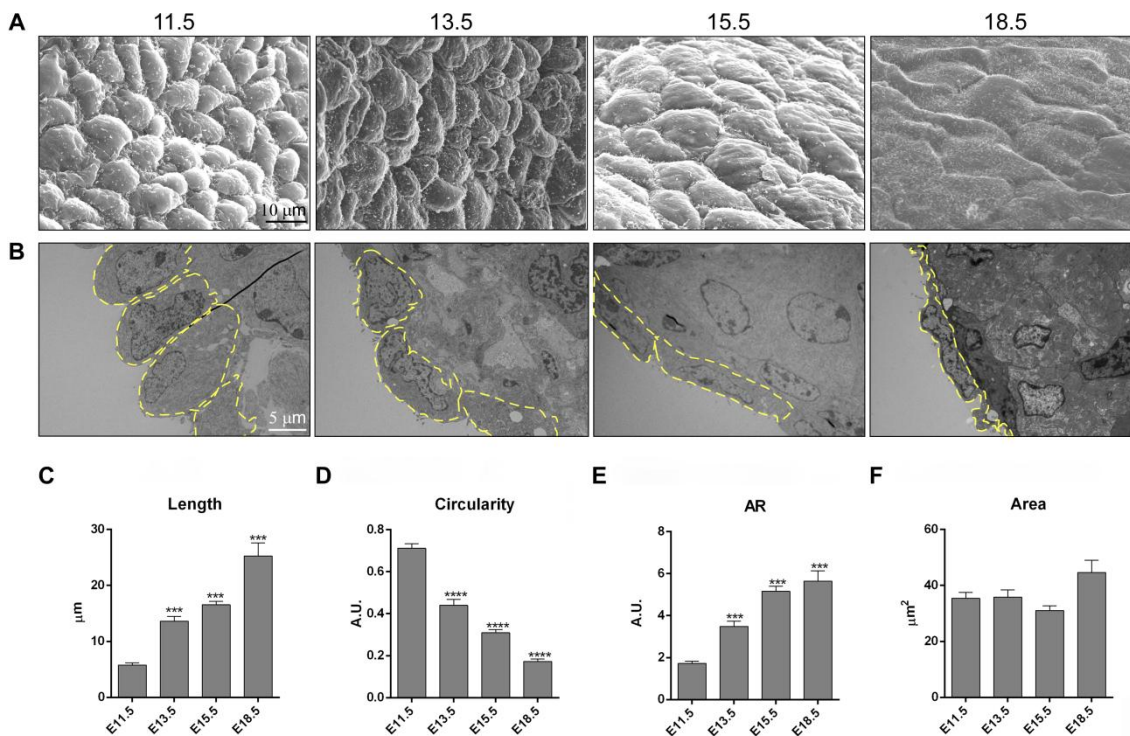 11.5 13.5 15.5 18.5
A
10 μm
B
5 μm
C D E F
Length Circularity AR Area
30 0.8 8 60
*** **** *** ***
20 0.6 6 40
μm A.U. A.U. μm²
*** *** **** *** 
10 0.4 4 20
**** ****
0 0.2 2 0
0.0 0
E11.5 E13.5 E15.5 E18.5 E11.5 E13.5 E15.5 E18.5 E11.5 E13.5 E15.5 E18.5 E11.5 E13.5 E15.5 E18.5